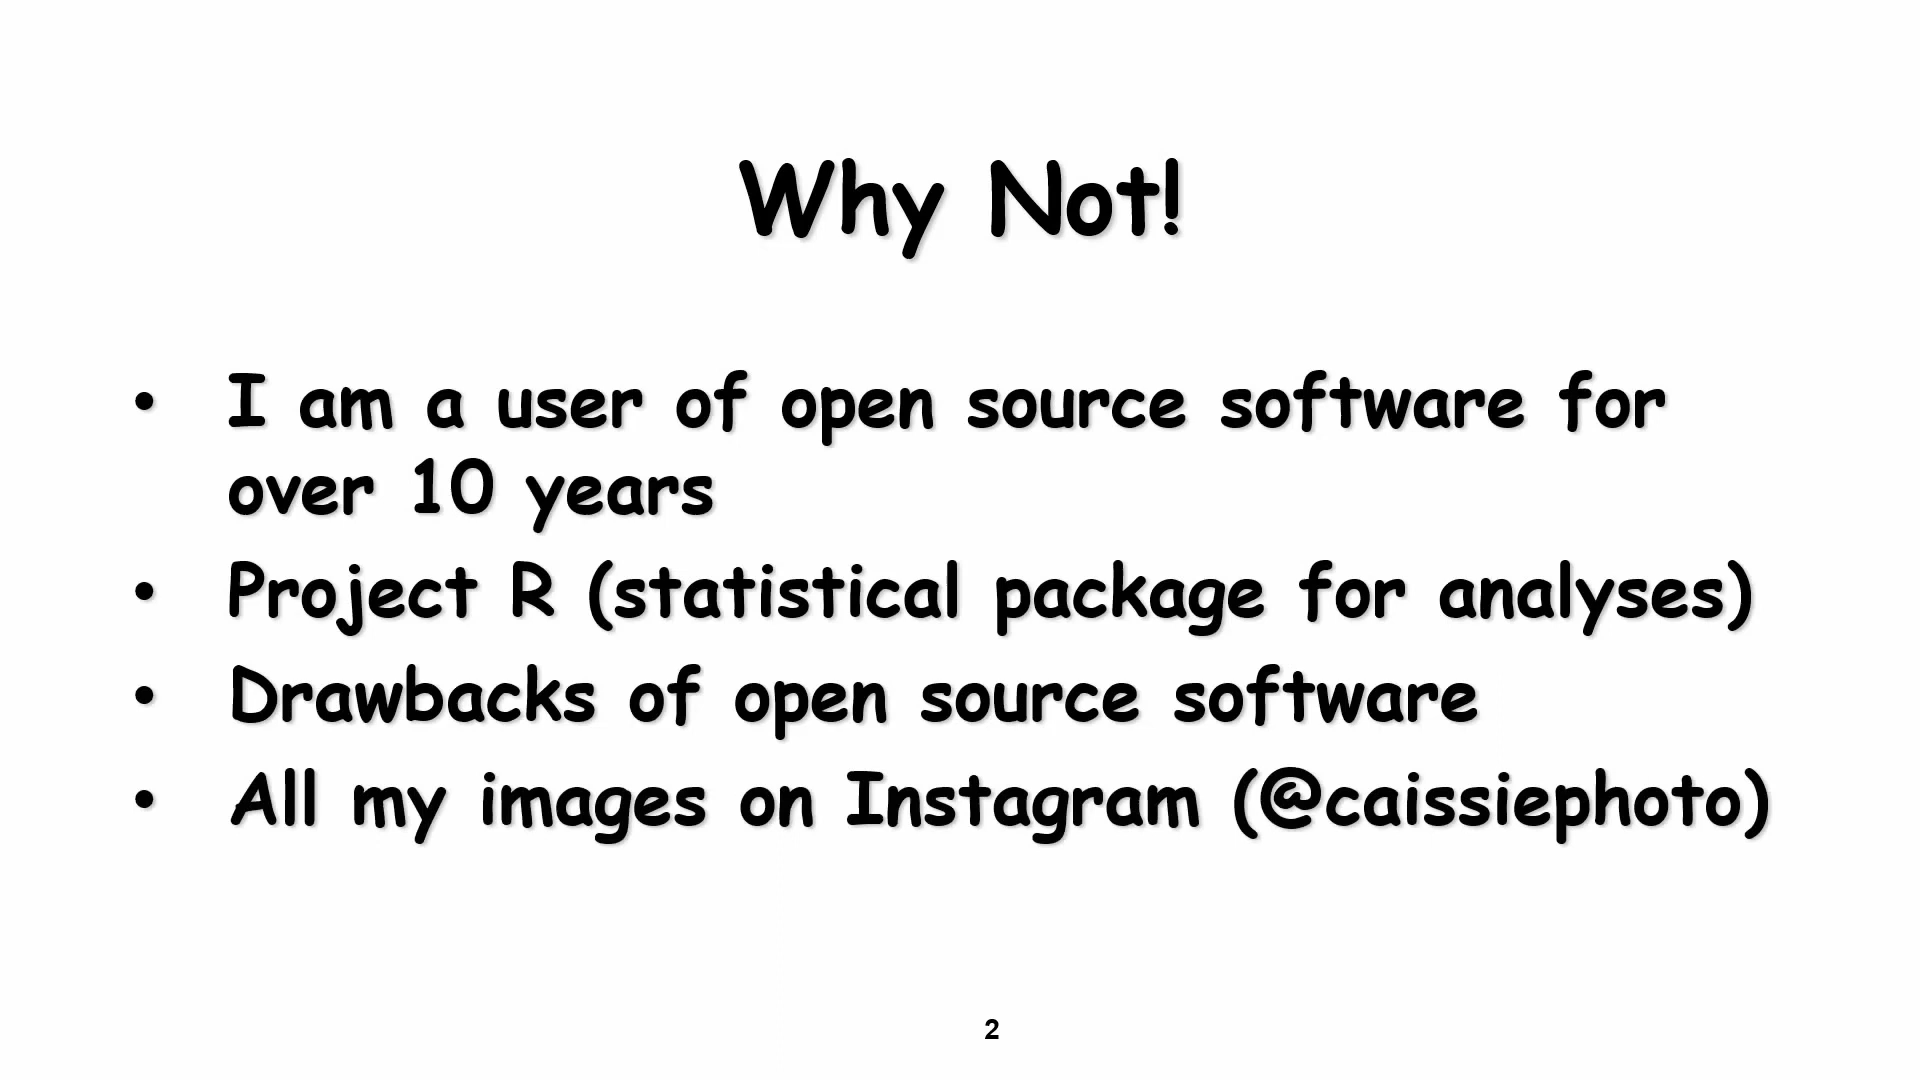 Why Not!
• I am a user of open source software for
over 10 years
• Project R (statistical package for analyses)
• Drawbacks of open source software
• All my images on Instagram (@caissiephoto)
2